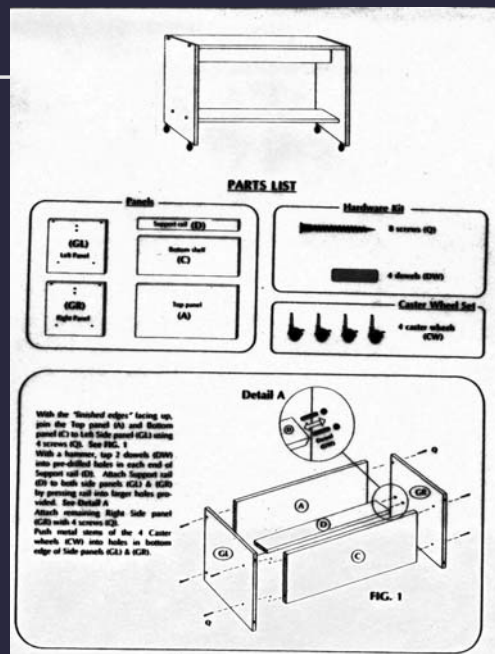 PARTS LIST
Panels
(GL)
Left Panel
Support rail (D)
Bottom shelf
(C)
(GR)
Right Panel
Top panel
(A)
Hardware Kit
8 screws (Q)
4 dowels (DW)
Caster Wheel Set
4 caster wheels
(CW)
With the "finished edges" facing up,
join the Top panel (A) and Bottom
panel (C) to Left Side panel (GL) using
4 screws (Q). See FIG. 1
With a hammer, tap 2 dowels (DW)
into pre-drilled holes in each end of
Support rail (D). Attach Support rail
(D) to both side panels (GL) & (GR)
by pressing rail into larger holes pro-
vided. See Detail A
Attach remaining Right Side panel
(GR) with 4 screws (Q).
Push metal stems of the 4 Caster
wheels (CW) into holes in bottom
edge of Side panels (GL) & (GR).
Detail A
D
Q
A
GR
D
GL
C
FIG. 1
Q